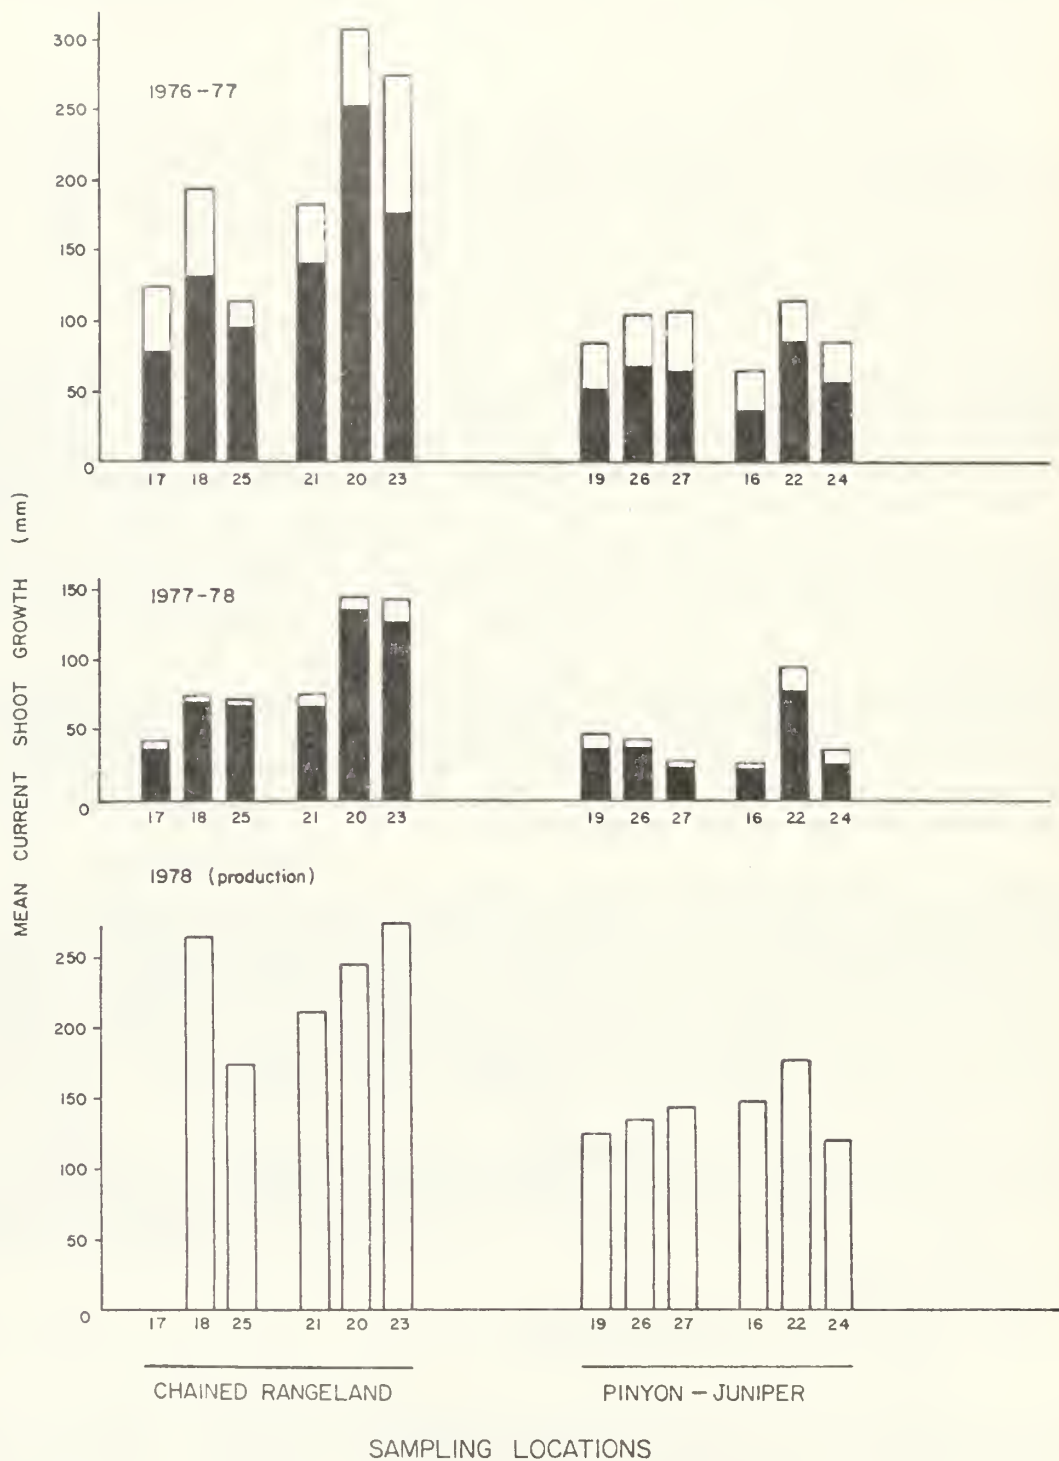 MEAN CURRENT SHOOT GROWTH (mm)
1976-77
300
250
200
150
100
50
0
17 18 25 21 20 23 19 26 27 16 22 24
1977-78
150
100
50
0
17 18 25 21 20 23 19 26 27 16 22 24
1978 (production)
250
200
150
100
50
0
17 18 25 21 20 23 19 26 27 16 22 24
CHAINED RANGELAND PINYON-JUNIPER
SAMPLING LOCATIONS